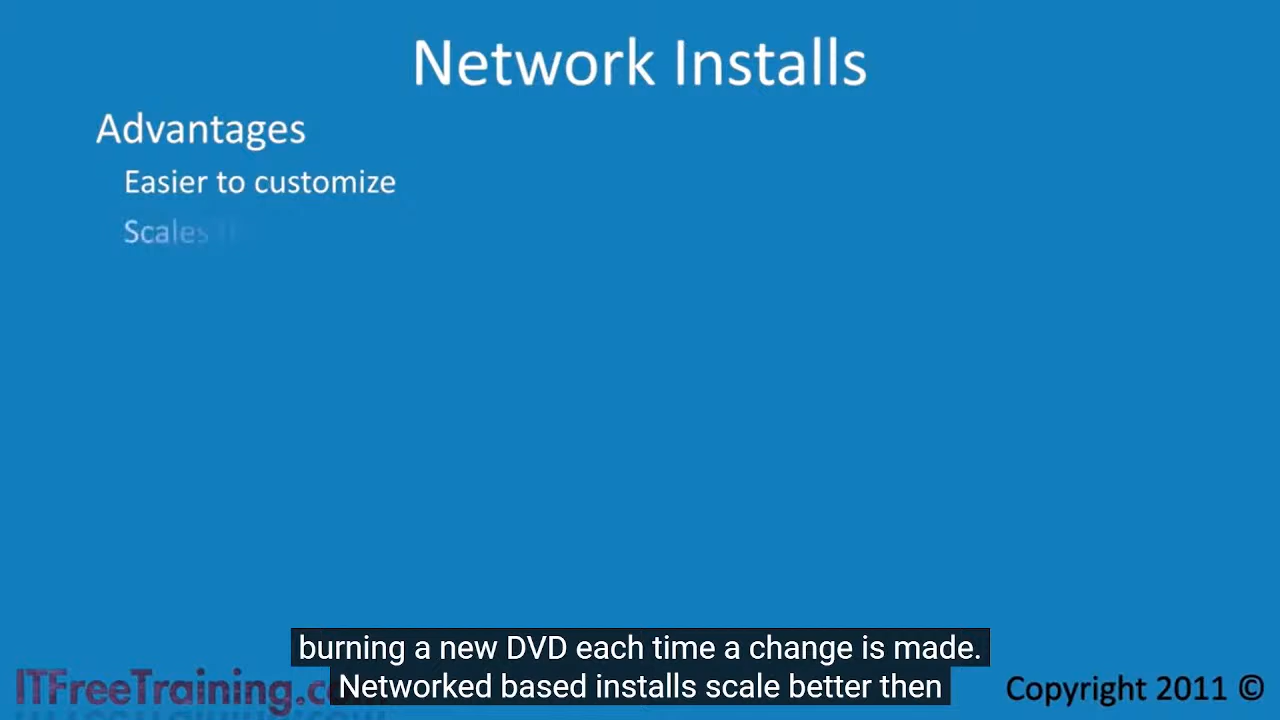 Network Installs
Advantages
Easier to customize
Scales
burning a new DVD each time a change is made.
Networked based installs scale better then
ITFreeTraining.c
Copyright 2011 ©